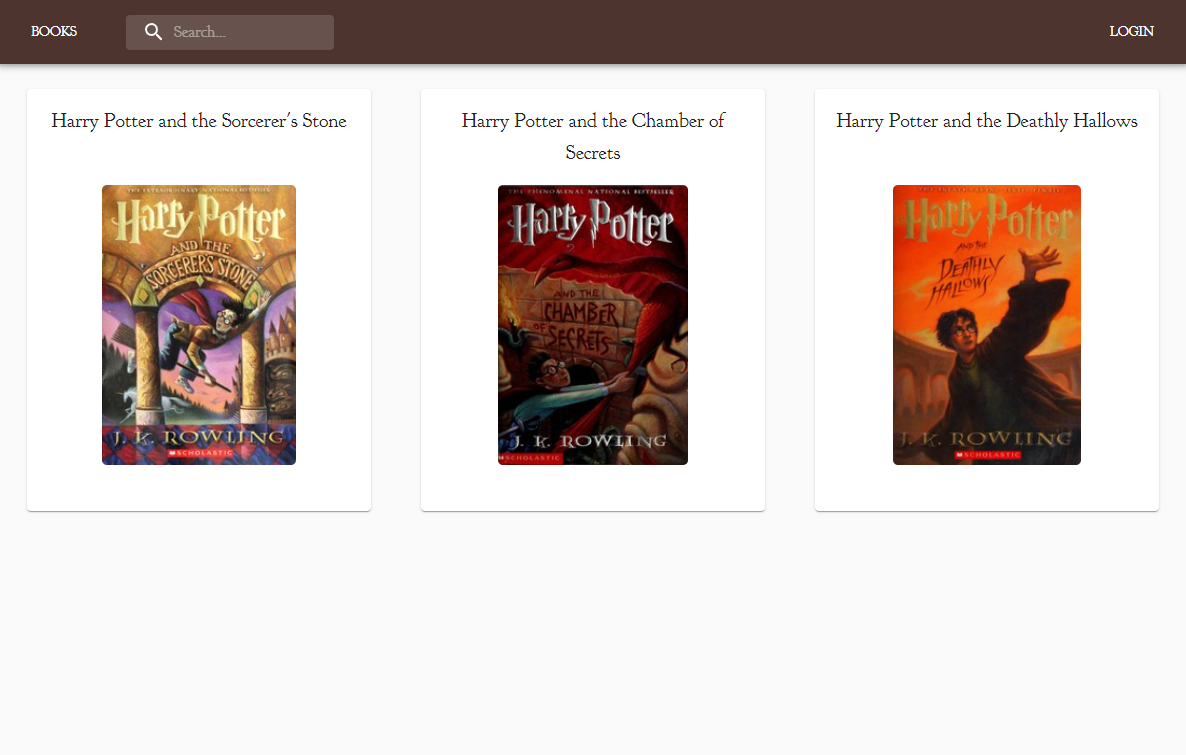 BOOKS
Search...
LOGIN
Harry Potter and the Sorcerer's Stone
Harry Potter and the Chamber of
Secrets
Harry Potter and the Deathly Hallows
Harry Potter
AND THE
SORCERER'S STONE
J. K. ROWLING
SCHOLASTIC
THE PHENOMENAL NATIONAL BESTSELLER
Harry Potter
AND THE
CHAMBER
OF
SECRETS
J. K. ROWLING
SCHOLASTIC
Harry Potter
AND THE
DEATHLY
HALLOWS
J. K. ROWLING
SCHOLASTIC